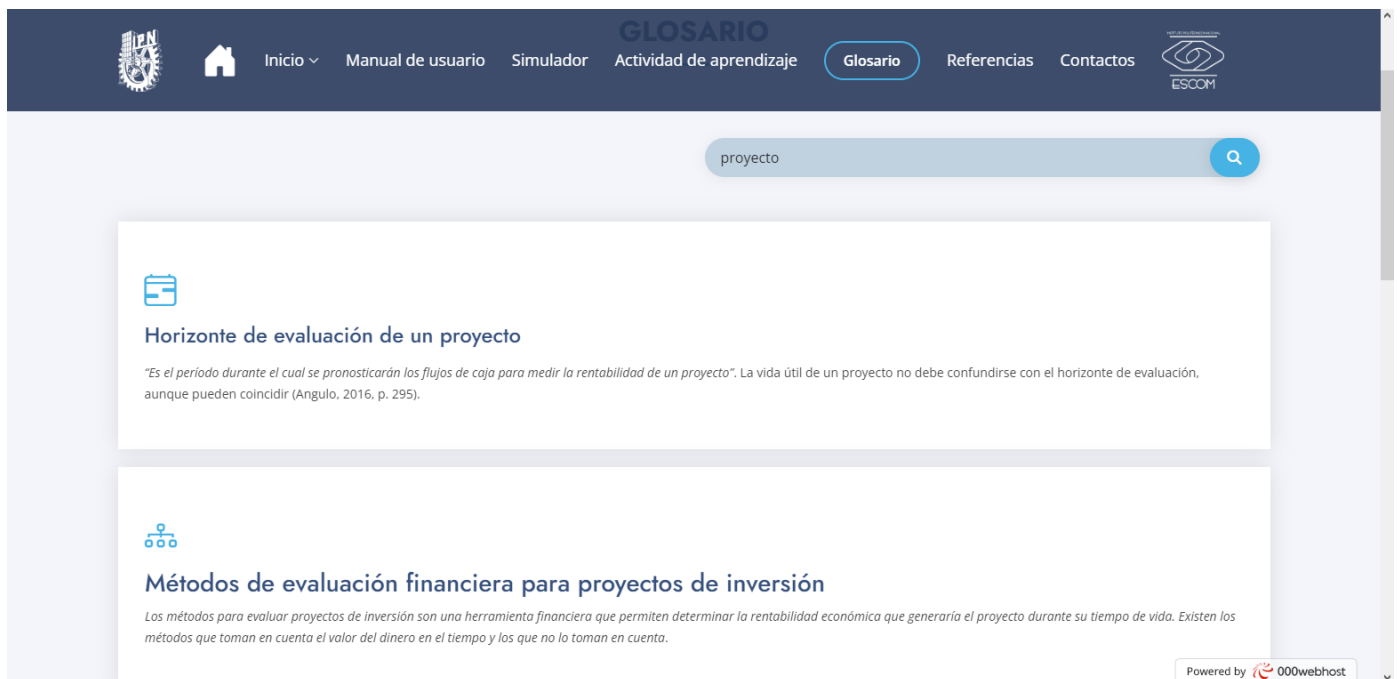 GLOSARIO
IPN
Inicio
Manual de usuario
Simulador
Actividad de aprendizaje
Glosario
Referencias
Contactos
ESCOM
proyecto
Horizonte de evaluación de un proyecto
“Es el período durante el cual se pronosticarán los flujos de caja para medir la rentabilidad de un proyecto”. La vida útil de un proyecto no debe confundirse con el horizonte de evaluación,
aunque pueden coincidir (Angulo, 2016, p. 295).
Métodos de evaluación financiera para proyectos de inversión
Los métodos para evaluar proyectos de inversión son una herramienta financiera que permiten determinar la rentabilidad económica que generaría el proyecto durante su tiempo de vida. Existen los
métodos que toman en cuenta el valor del dinero en el tiempo y los que no lo toman en cuenta.
Powered by 000webhost